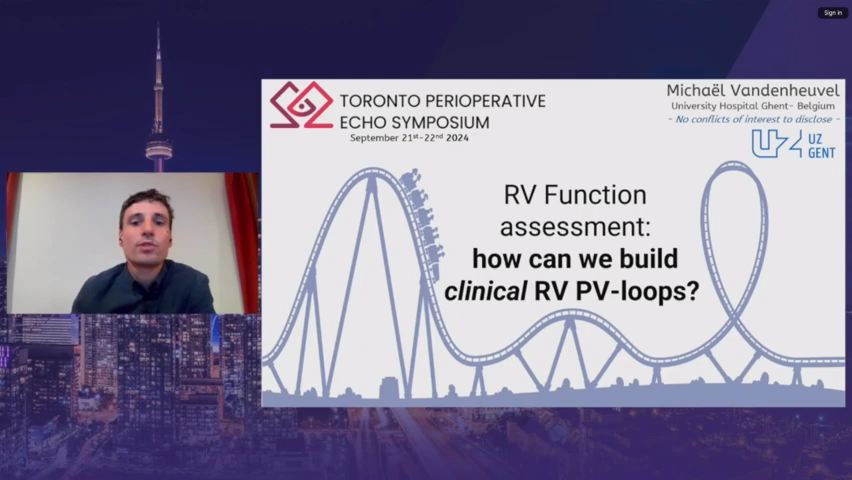 Sign in
TORONTO PERIOPERATIVE
ECHO SYMPOSIUM
September 21st-22nd 2024
Michaël Vandenheuvel
University Hospital Ghent- Belgium
- No conflicts of interest to disclose -
UZ
GENT
RV Function
assessment:
how can we build
clinical RV PV-loops?